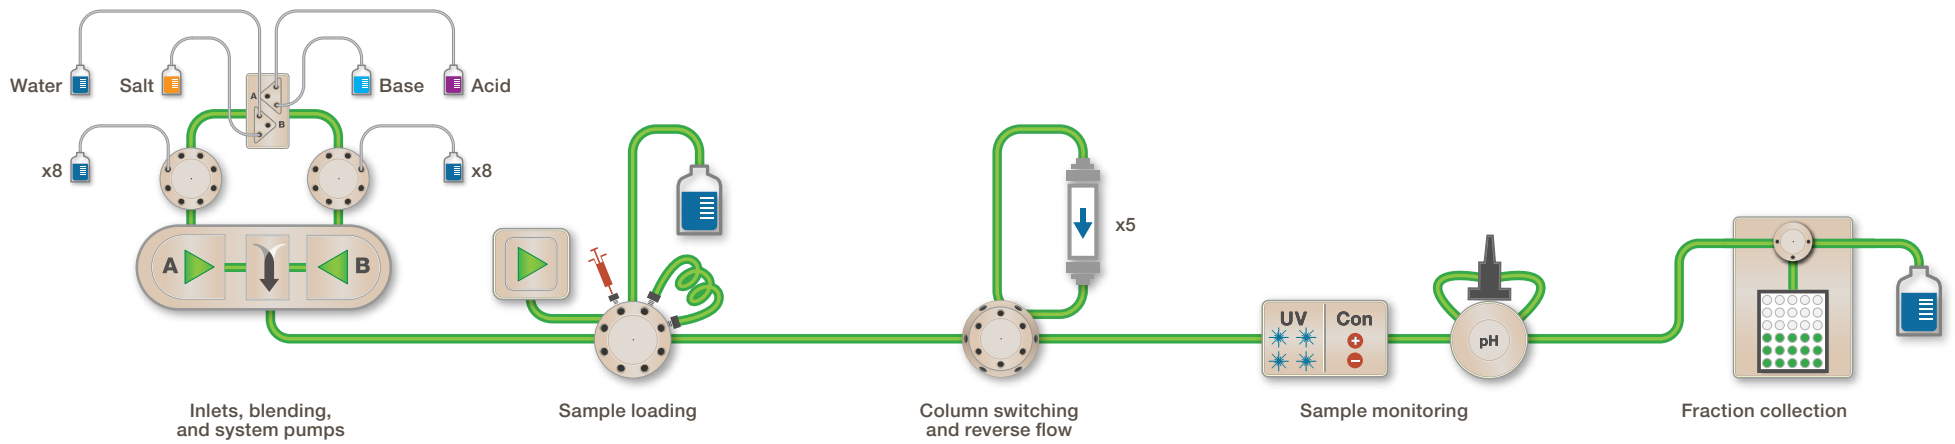 Water
Salt
Base
Acid
A
B
x8
x8
A
B
x5
UV
Con
pH
Inlets, blending,
and system pumps
Sample loading
Column switching
and reverse flow
Sample monitoring
Fraction collection